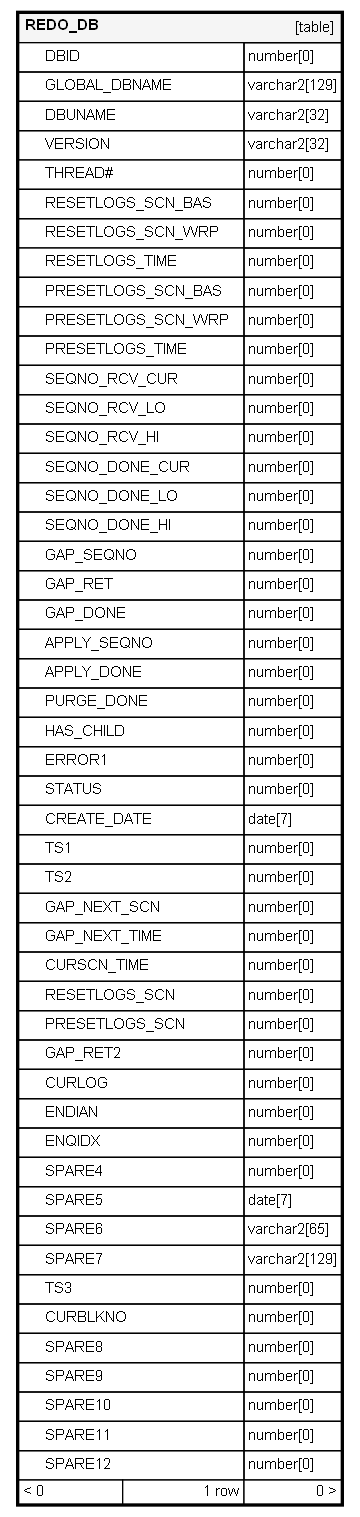 REDO_DB [table]
DBID number[0]
GLOBAL_DBNAME varchar2[129]
DBUNAME varchar2[32]
VERSION varchar2[32]
THREAD# number[0]
RESETLOGS_SCN_BAS number[0]
RESETLOGS_SCN_WRP number[0]
RESETLOGS_TIME number[0]
PRESETLOGS_SCN_BAS number[0]
PRESETLOGS_SCN_WRP number[0]
PRESETLOGS_TIME number[0]
SEQNO_RCV_CUR number[0]
SEQNO_RCV_LO number[0]
SEQNO_RCV_HI number[0]
SEQNO_DONE_CUR number[0]
SEQNO_DONE_LO number[0]
SEQNO_DONE_HI number[0]
GAP_SEQNO number[0]
GAP_RET number[0]
GAP_DONE number[0]
APPLY_SEQNO number[0]
APPLY_DONE number[0]
PURGE_DONE number[0]
HAS_CHILD number[0]
ERROR1 number[0]
STATUS number[0]
CREATE_DATE date[7]
TS1 number[0]
TS2 number[0]
GAP_NEXT_SCN number[0]
GAP_NEXT_TIME number[0]
CURSCN_TIME number[0]
RESETLOGS_SCN number[0]
PRESETLOGS_SCN number[0]
GAP_RET2 number[0]
CURLOG number[0]
ENDIAN number[0]
ENQIDX number[0]
SPARE4 number[0]
SPARE5 date[7]
SPARE6 varchar2[65]
SPARE7 varchar2[129]
TS3 number[0]
CURBLKNO number[0]
SPARE8 number[0]
SPARE9 number[0]
SPARE10 number[0]
SPARE11 number[0]
SPARE12 number[0]
< 0 1 row 0 >